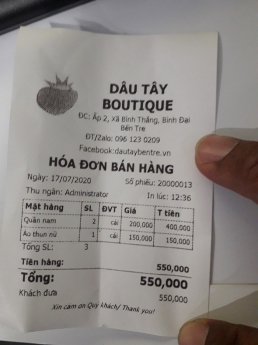 DÂU TÂY
BOUTIQUE
ĐC: Ấp 2, Xã Bình Thắng, Bình Đại
Bến Tre
ĐT/Zalo: 096 123 0209
Facebook:dautaybentre.vn
HÓA ĐƠN BÁN HÀNG
Ngày: 17/07/2020 Số phiếu: 20000013
Thu ngân: Administrator In lúc: 12:36
Mặt hàng SL ĐVT Giá T tiền
Quần nam 2 cái 200,000 400,000
Áo thun nữ 1 cái 150,000 150,000
Tổng SL: 3
Tiền hàng: 550,000
Tổng: 550,000
Khách đưa 550,000
Xin cảm ơn Quý khách/ Thank you!